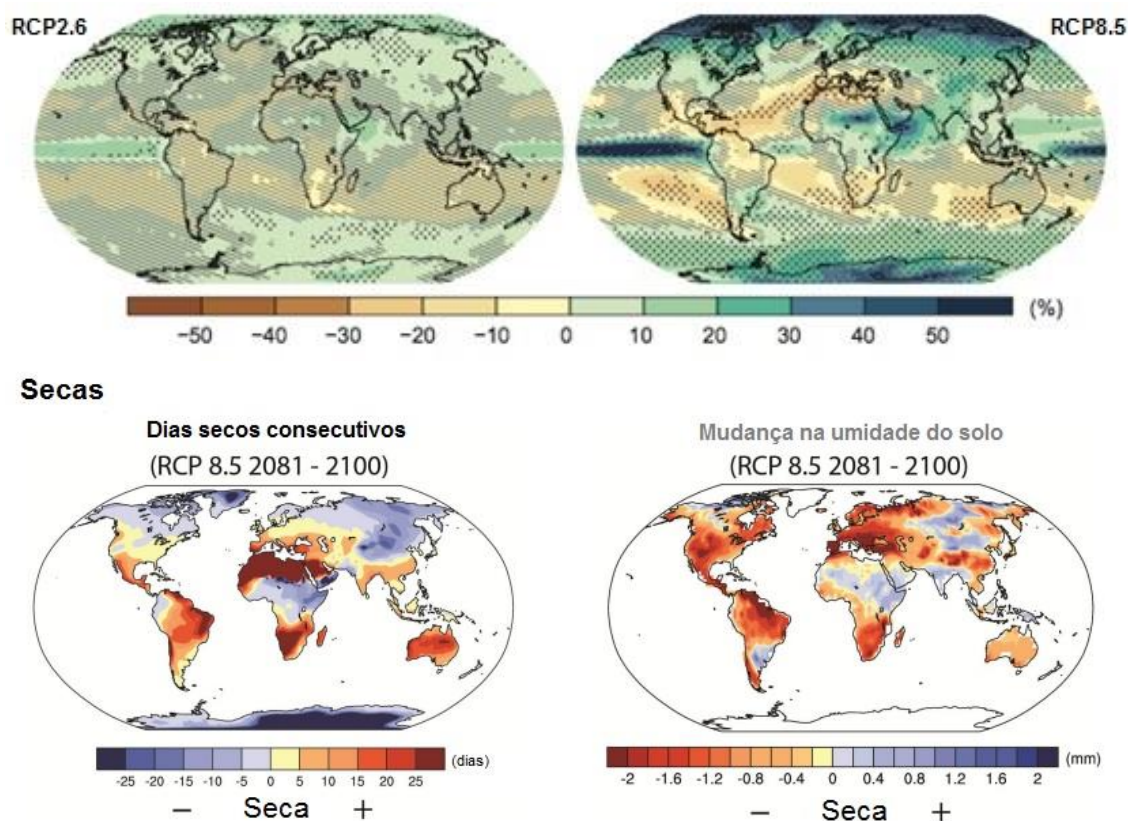 RCP2.6
RCP8.5
−50 −40 −30 −20 −10 0 10 20 30 40 50 (%)
Secas
Dias secos consecutivos
(RCP 8.5 2081 - 2100)
Mudança na umidade do solo
(RCP 8.5 2081 - 2100)
-25 -20 -15 -10 -5 0 5 10 15 20 25 (dias)
− Seca +
-2 -1.6 -1.2 -0.8 -0.4 0 0.4 0.8 1.2 1.6 2 (mm)
− Seca +